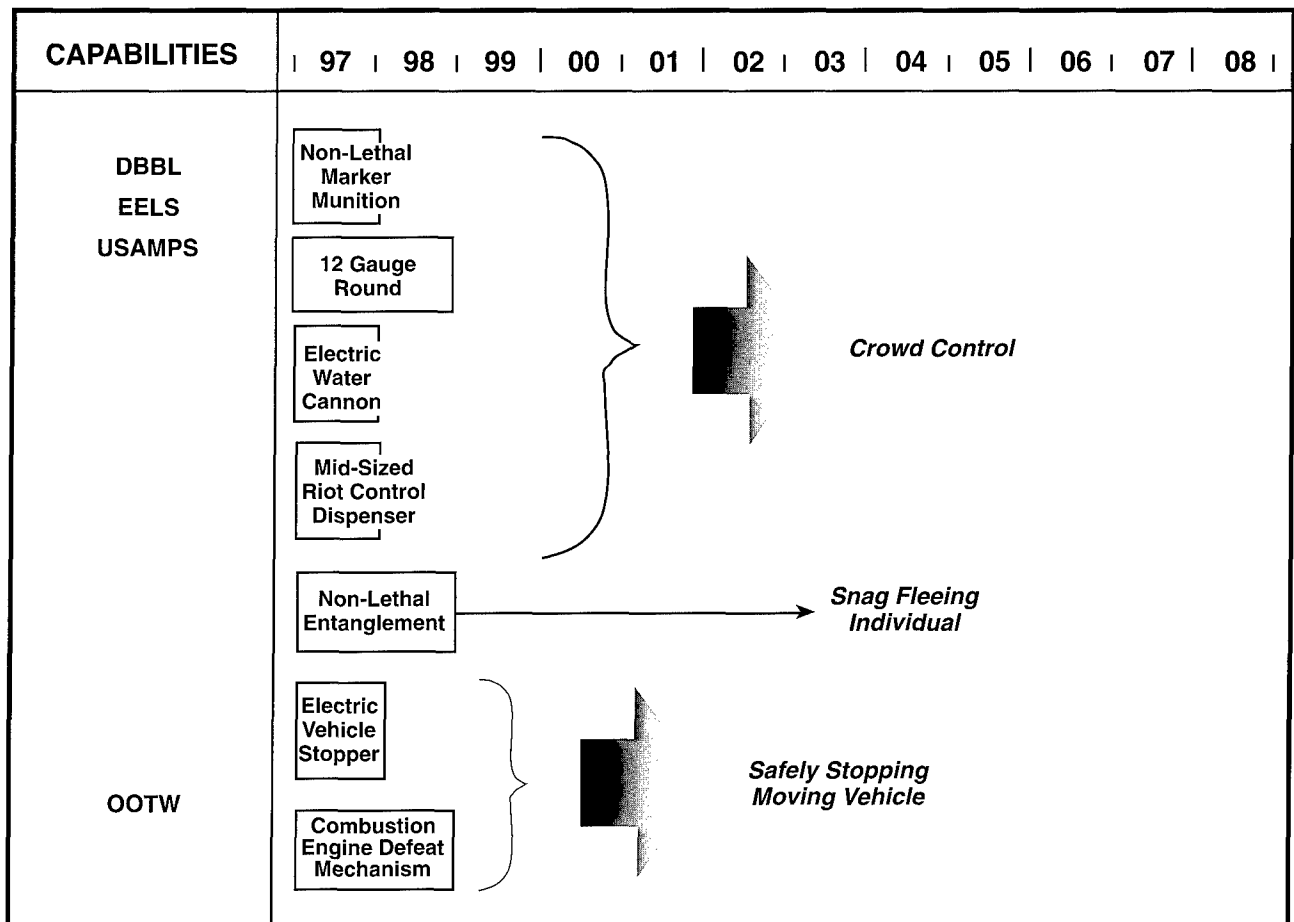 CAPABILITIES
97 98 99 00 01 02 03 04 05 06 07 08
DBBL
EELS
USAMPS
Non-Lethal
Marker
Munition
12 Gauge
Round
Electric
Water
Cannon
Mid-Sized
Riot Control
Dispenser
Crowd Control
Non-Lethal
Entanglement
Snag Fleeing
Individual
OOTW
Electric
Vehicle
Stopper
Combustion
Engine Defeat
Mechanism
Safely Stopping
Moving Vehicle